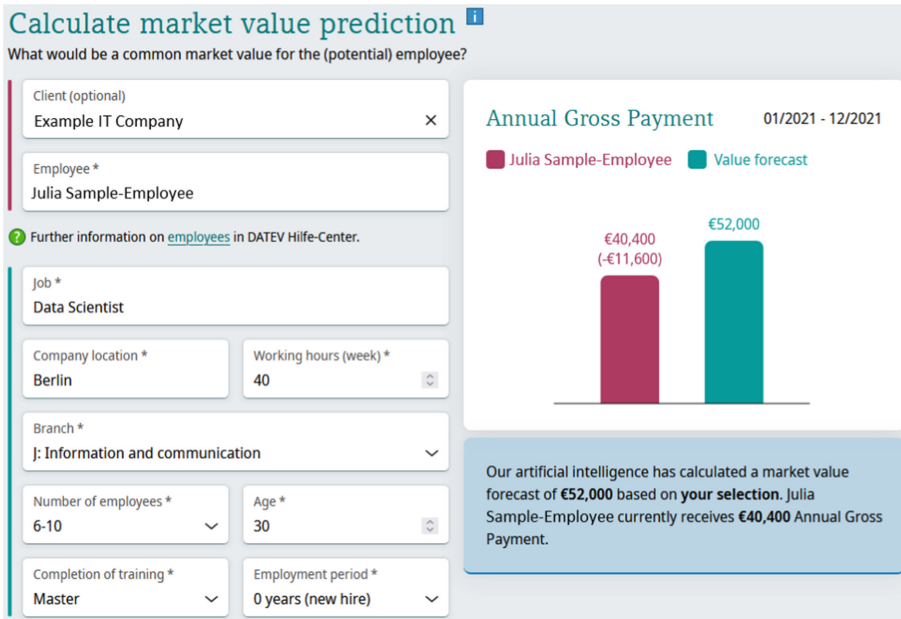 Calculate market value prediction i
What would be a common market value for the (potential) employee?
Client (optional)
Example IT Company
Employee *
Julia Sample-Employee
? Further information on employees in DATEV Hilfe-Center.
Job *
Data Scientist
Company location *
Berlin
Working hours (week) *
40
Branch *
J: Information and communication
Number of employees *
6-10
Age *
30
Completion of training *
Master
Employment period *
0 years (new hire)
Annual Gross Payment
01/2021 - 12/2021
Julia Sample-Employee
Value forecast
€40,400
(-€11,600)
€52,000
Our artificial intelligence has calculated a market value
forecast of €52,000 based on your selection. Julia
Sample-Employee currently receives €40,400 Annual Gross
Payment.